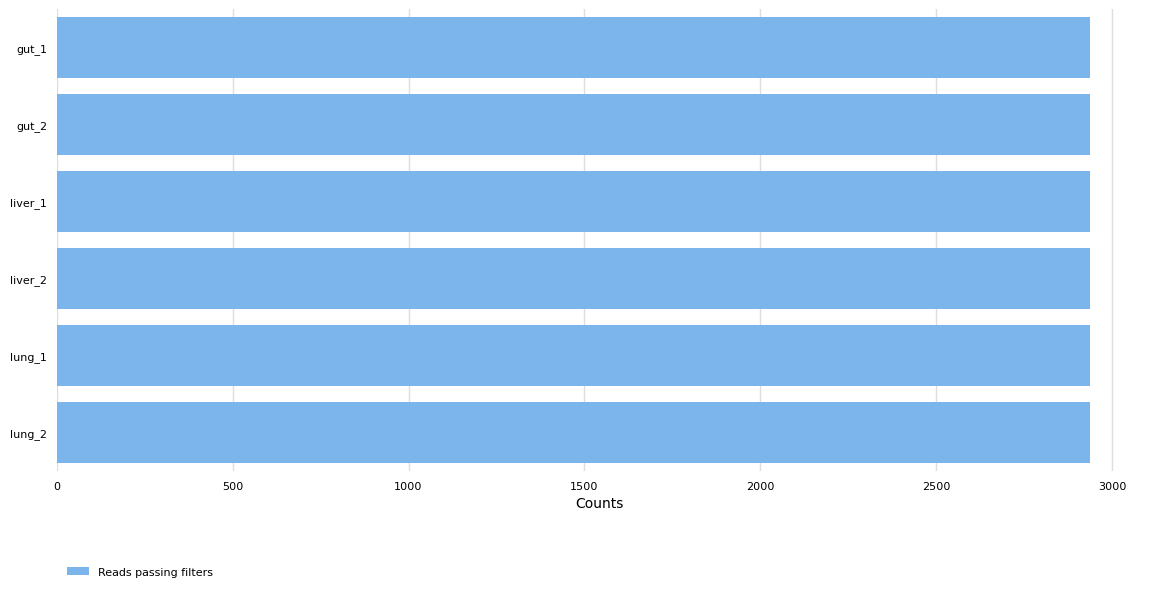 gut_1
gut_2
liver_1
liver_2
lung_1
lung_2
0 500 1000 1500 2000 2500 3000
Counts
Reads passing filters